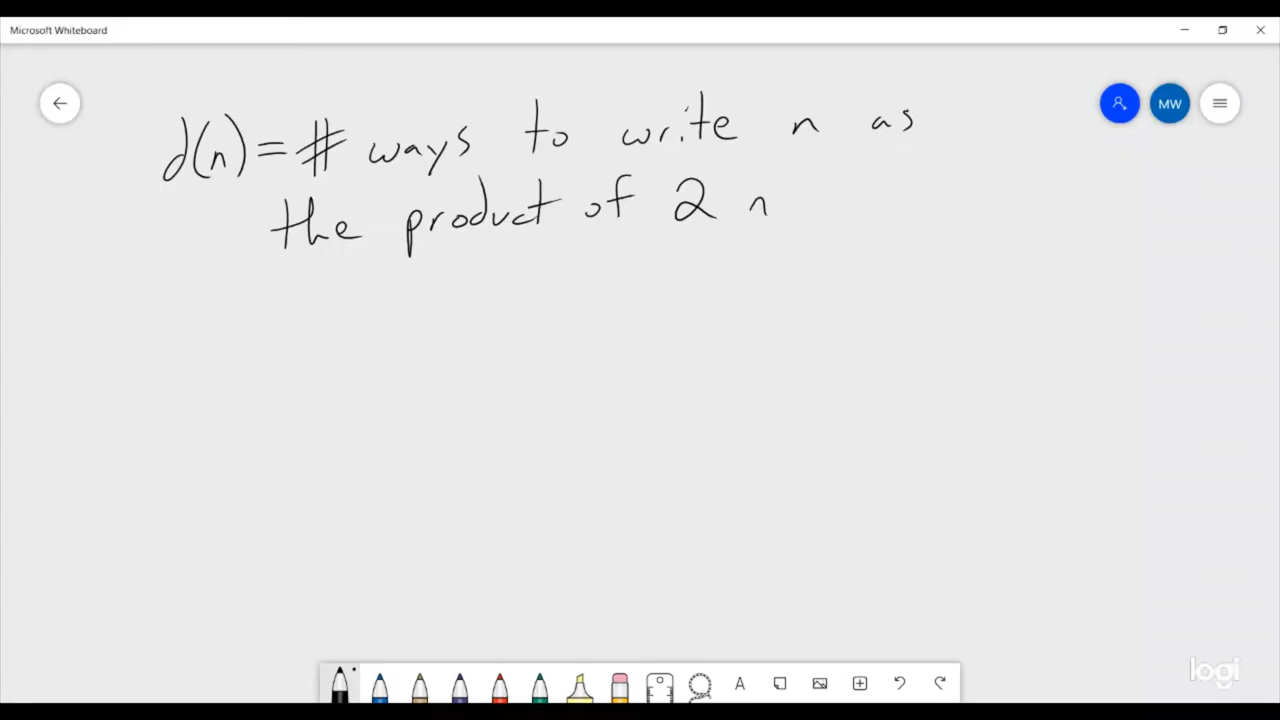 Microsoft Whiteboard
MW
d(n) = # ways to write n as
the product of 2 n
A
logi